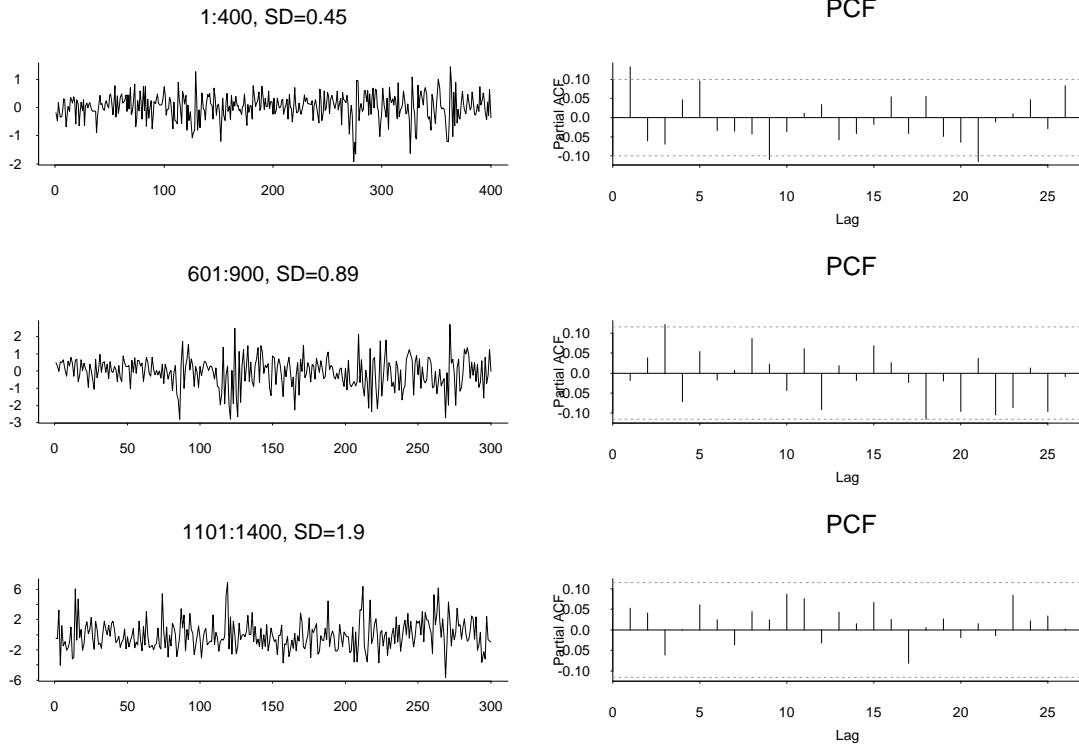 1:400, SD=0.45
1
0
-1
-2
0 100 200 300 400
PCF
Partial ACF
0.10
0.05
0.0
-0.05
-0.10
0 5 10 15 20 25
Lag
601:900, SD=0.89
2
1
0
-1
-2
-3
0 50 100 150 200 250 300
PCF
Partial ACF
0.10
0.05
0.0
-0.05
-0.10
0 5 10 15 20 25
Lag
1101:1400, SD=1.9
6
2
-2
-6
0 50 100 150 200 250 300
PCF
Partial ACF
0.10
0.05
0.0
-0.05
-0.10
0 5 10 15 20 25
Lag